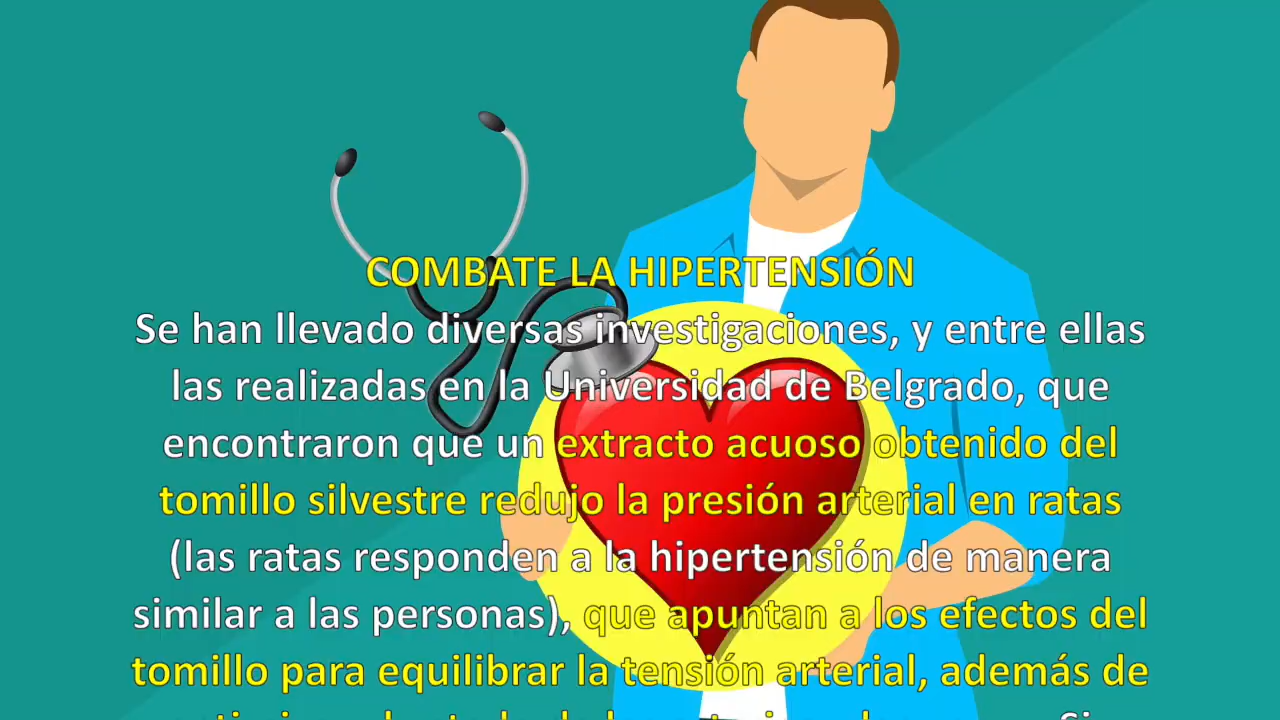 COMBATE LA HIPERTENSIÓN
Se han llevado diversas investigaciones, y entre ellas
las realizadas en la Universidad de Belgrado, que
encontraron que un extracto acuoso obtenido del
tomillo silvestre redujo la presión arterial en ratas
(las ratas responden a la hipertensión de manera
similar a las personas), que apuntan a los efectos del
tomillo para equilibrar la tensión arterial, además de